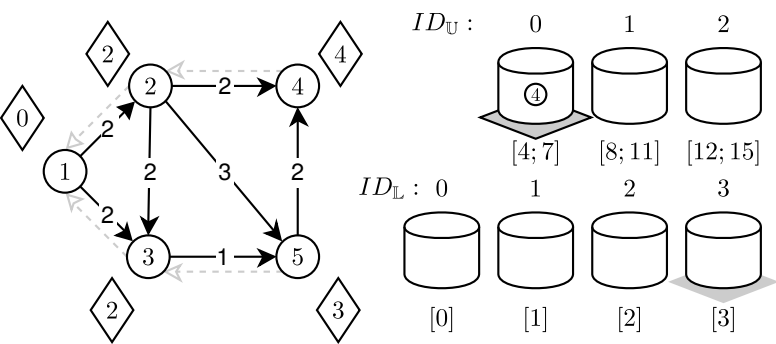 ID_𝕌 : 0 1 2
4
[4; 7] [8; 11] [12; 15]
ID_𝕃 : 0 1 2 3
[0] [1] [2] [3]
2 4
2 2 4
0
2
1 2 3 2
2
3 1 5
2 3